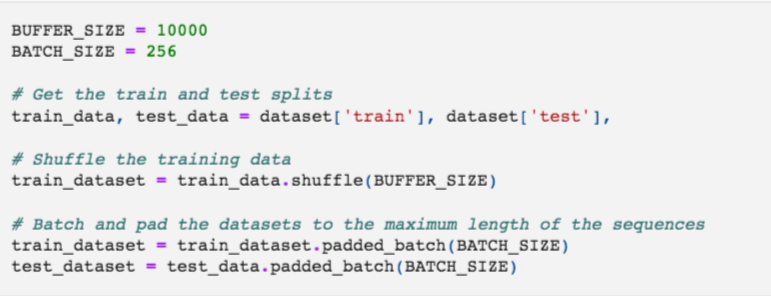 BUFFER_SIZE = 10000
BATCH_SIZE = 256
# Get the train and test splits
train_data, test_data = dataset['train'], dataset['test'],
# Shuffle the training data
train_dataset = train_data.shuffle(BUFFER_SIZE)
# Batch and pad the datasets to the maximum length of the sequences
train_dataset = train_dataset.padded_batch(BATCH_SIZE)
test_dataset = test_data.padded_batch(BATCH_SIZE)